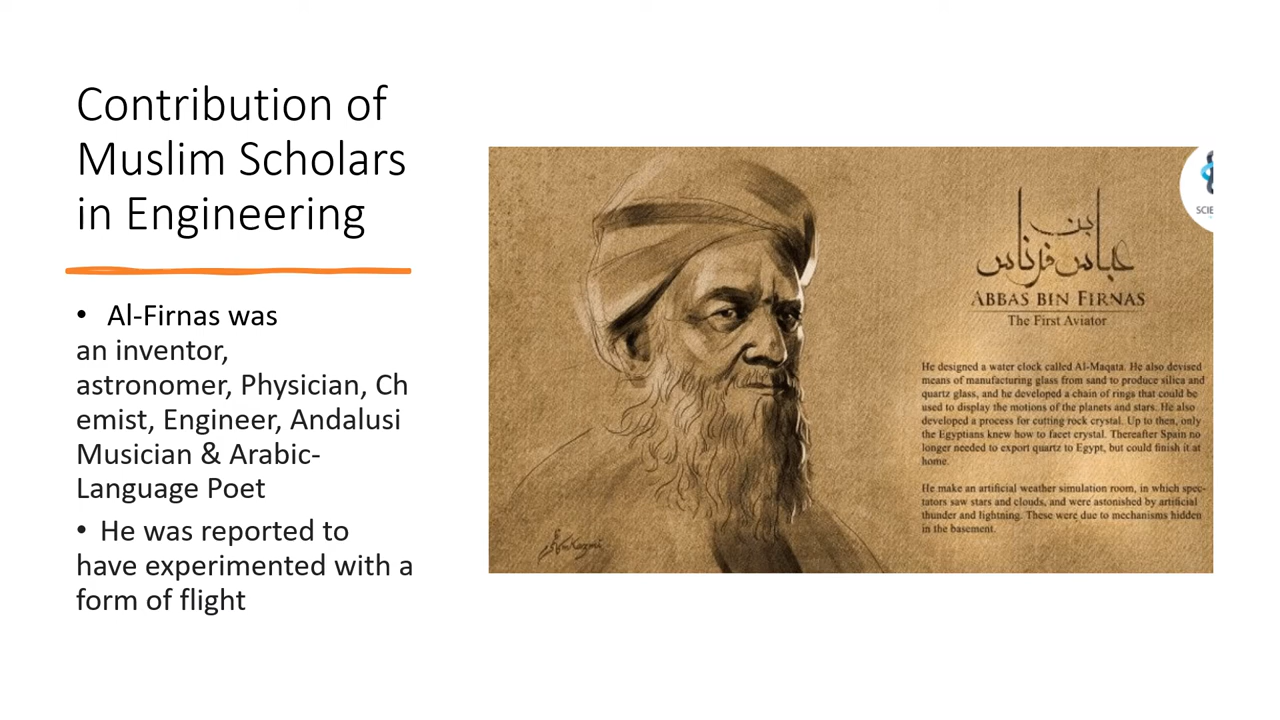 Contribution of
Muslim Scholars
in Engineering
• Al-Firnas was
an inventor,
astronomer, Physician, Ch
emist, Engineer, Andalusi
Musician & Arabic-
Language Poet
• He was reported to
have experimented with a
form of flight
بن
عباس فرناس
ABBAS BIN FIRNAS
The First Aviator
He designed a water clock called Al-Maqata. He also devised
means of manufacturing glass from sand to produce silica and
quartz glass, and he developed a chain of rings that could be
used to display the motions of the planets and stars. He also
developed a process for cutting rock crystal. Up to then, only
the Egyptians knew how to facet crystal. Thereafter Spain no
longer needed to export quartz to Egypt, but could finish it at
home.
He make an artificial weather simulation room, in which spec-
tators saw stars and clouds, and were astonished by artificial
thunder and lightning. These were due to mechanisms hidden
in the basement.
SCIE